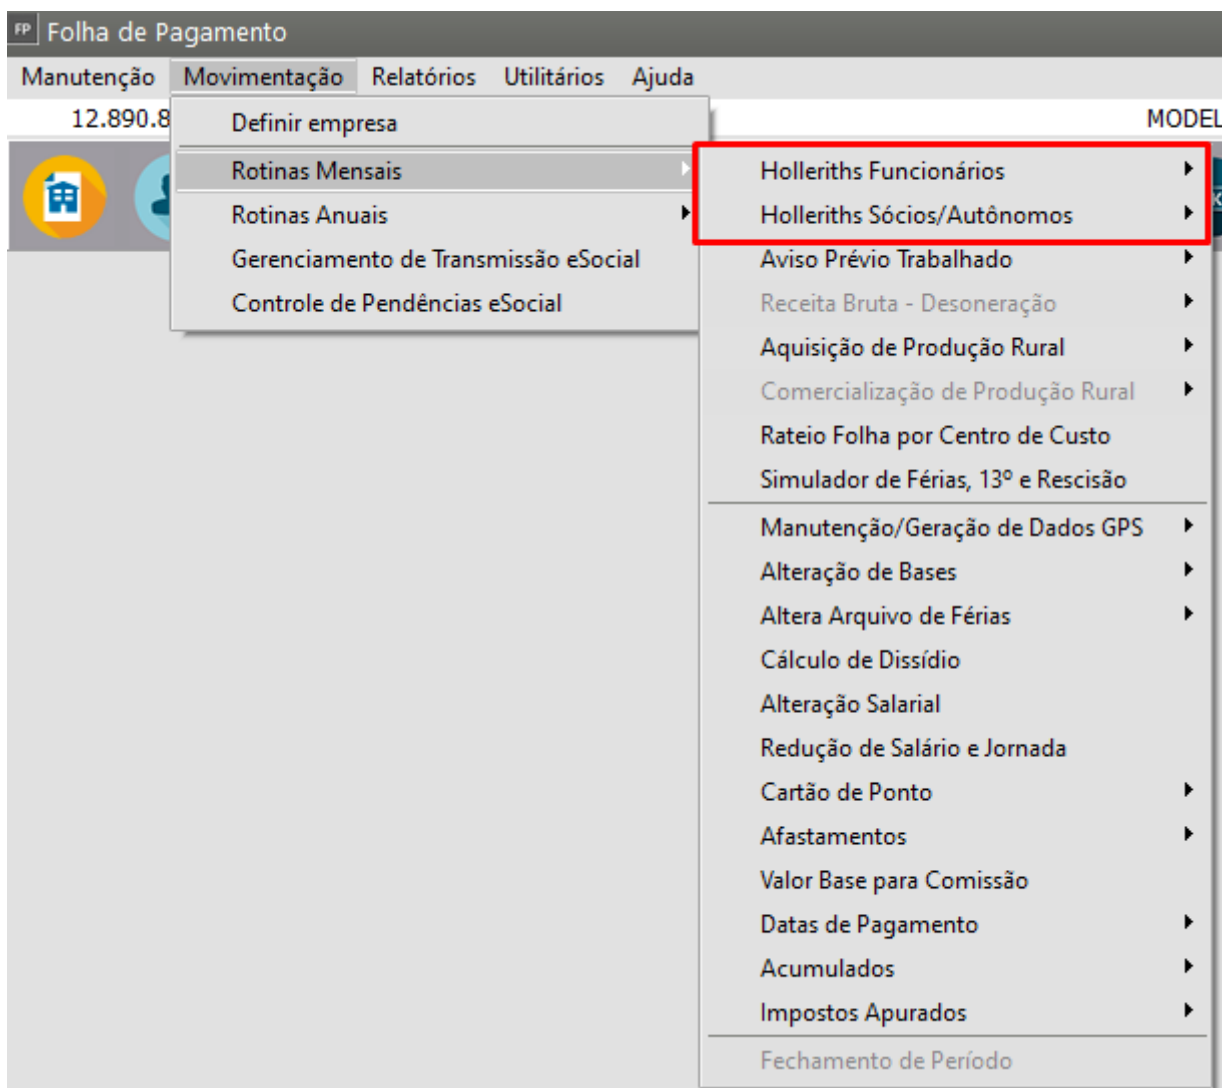 FP Folha de Pagamento
Manutenção Movimentação Relatórios Utilitários Ajuda
12.890.8 MODEL
Definir empresa
Rotinas Mensais
Rotinas Anuais
Gerenciamento de Transmissão eSocial
Controle de Pendências eSocial
Holleriths Funcionários
Holleriths Sócios/Autônomos
Aviso Prévio Trabalhado
Receita Bruta - Desoneração
Aquisição de Produção Rural
Comercialização de Produção Rural
Rateio Folha por Centro de Custo
Simulador de Férias, 13º e Rescisão
Manutenção/Geração de Dados GPS
Alteração de Bases
Altera Arquivo de Férias
Cálculo de Dissídio
Alteração Salarial
Redução de Salário e Jornada
Cartão de Ponto
Afastamentos
Valor Base para Comissão
Datas de Pagamento
Acumulados
Impostos Apurados
Fechamento de Período